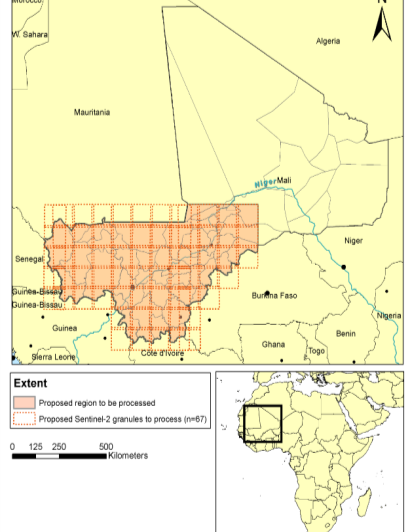 Morocco
N
W. Sahara
Algeria
Mauritania
Niger Mali
Senegal
Niger
Guinea-Bissau
Burkina Faso
Guinea-Bissau
Nigeria
Guinea
Benin
Ghana
Togo
Sierra Leone
Cote d'Ivoire
Extent
Proposed region to be processed
Proposed Sentinel-2 granules to process (n=67)
0 125 250 500
Kilometers